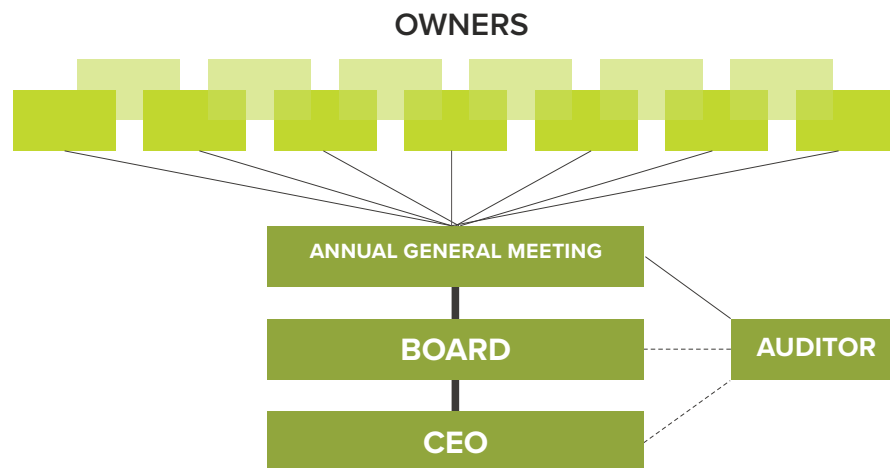 OWNERS
ANNUAL GENERAL MEETING
BOARD
AUDITOR
CEO